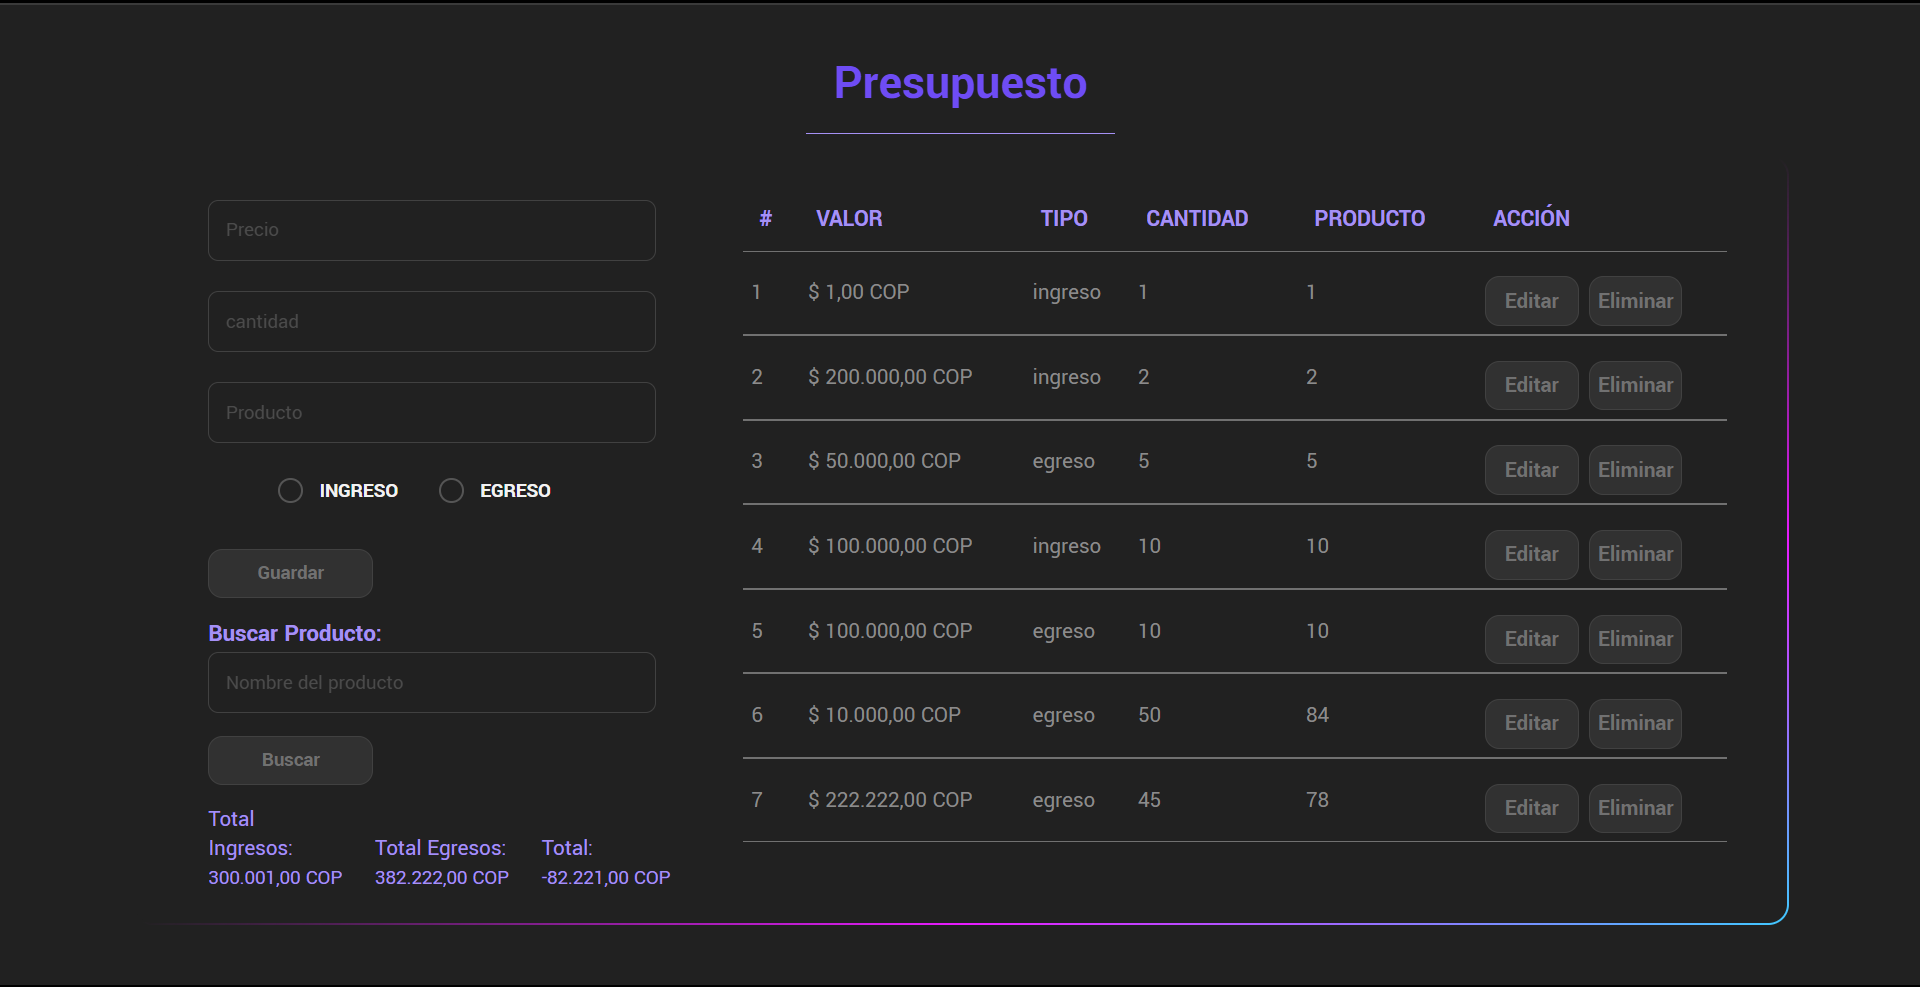 Presupuesto
Precio
cantidad
Producto
INGRESO EGRESO
Guardar
Buscar Producto:
Nombre del producto
Buscar
Total
Ingresos: Total Egresos: Total:
300.001,00 COP 382.222,00 COP -82.221,00 COP
# VALOR TIPO CANTIDAD PRODUCTO ACCIÓN
1 $ 1,00 COP ingreso 1 1 Editar Eliminar
2 $ 200.000,00 COP ingreso 2 2 Editar Eliminar
3 $ 50.000,00 COP egreso 5 5 Editar Eliminar
4 $ 100.000,00 COP ingreso 10 10 Editar Eliminar
5 $ 100.000,00 COP egreso 10 10 Editar Eliminar
6 $ 10.000,00 COP egreso 50 84 Editar Eliminar
7 $ 222.222,00 COP egreso 45 78 Editar Eliminar